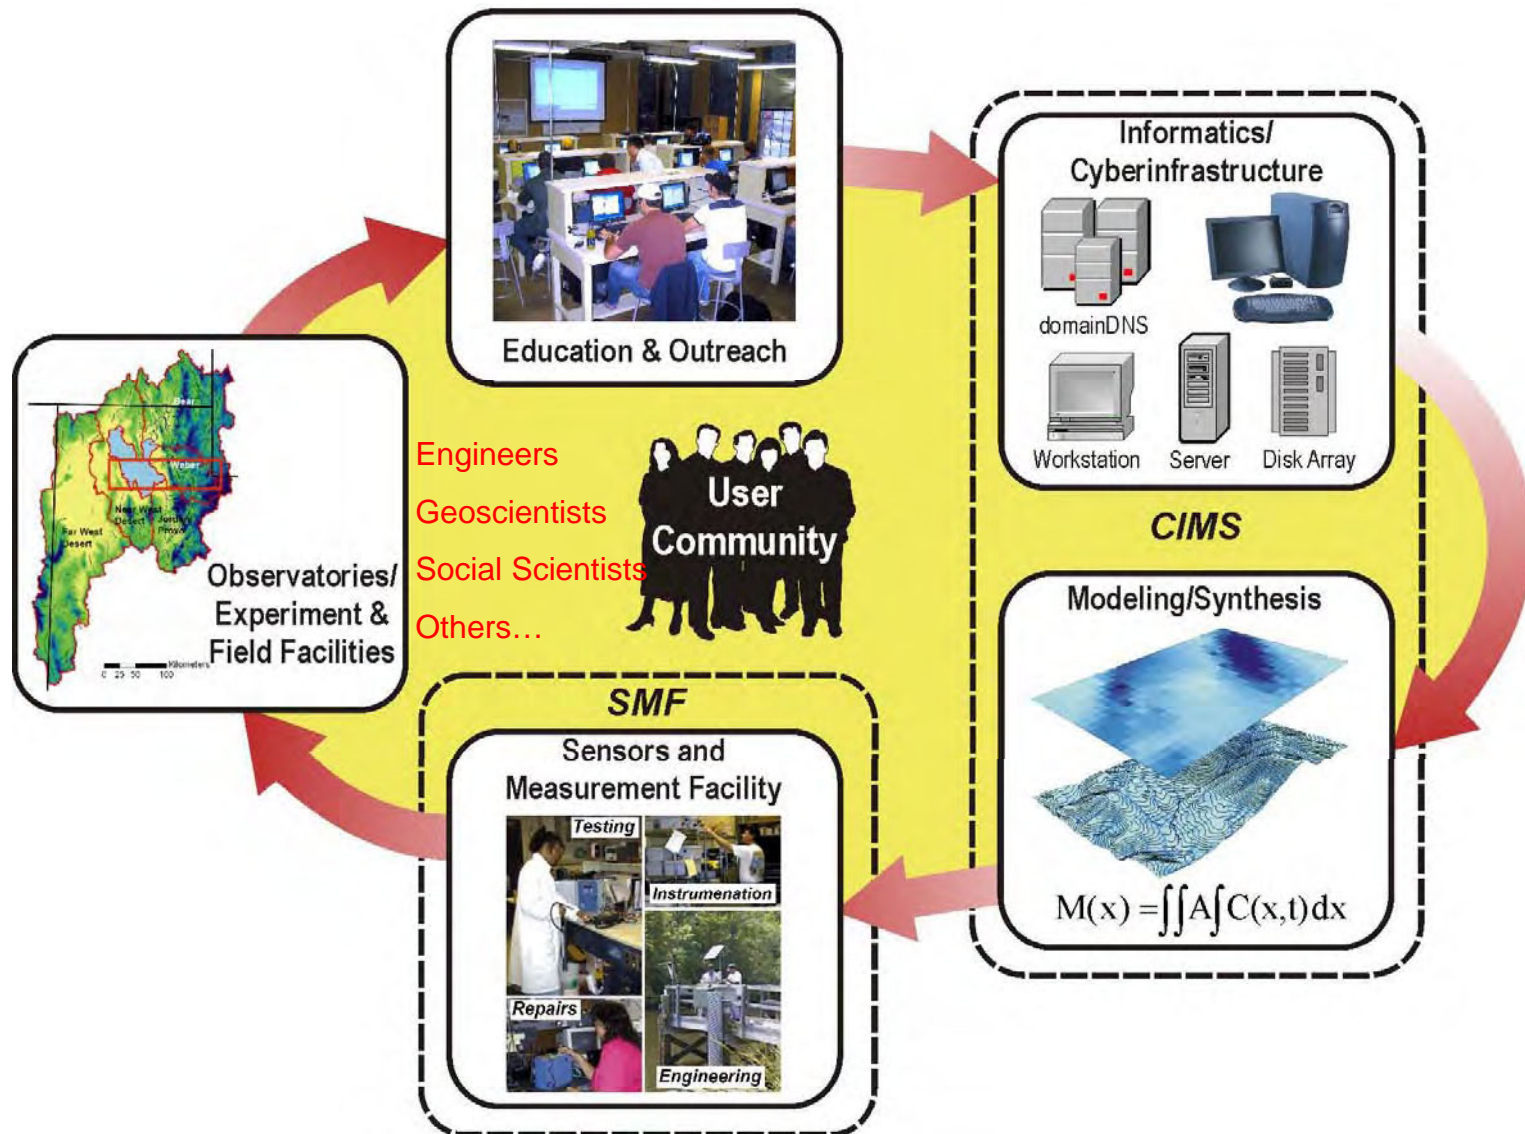 Education & Outreach
Informatics/
Cyberinfrastructure
domainDNS
Workstation
Server
Disk Array
CIMS
Modeling/Synthesis
M(x) =∫∫A∫C(x,t)dx
SMF
Sensors and
Measurement Facility
Testing
Instrumenation
Repairs
Engineering
Bear
Weber
Near West
Desert
Jordan
Provo
Far West
Desert
Observatories/
Experiment &
Field Facilities
Kilometers
0 25 50 100
Engineers
Geoscientists
Social Scientists
Others…
User
Community